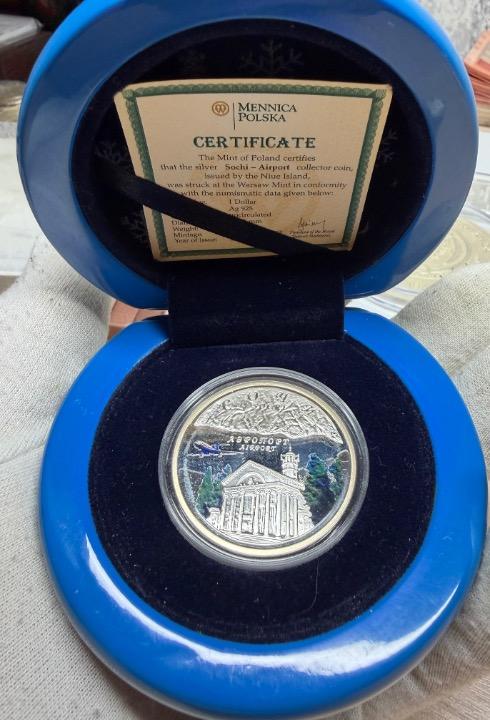 MENNICA
POLSKA
CERTIFICATE
The Mint of Poland certifies
that the silver Sochi – Airport collector coin,
issued by the Niue Island,
was struck at the Warsaw Mint in conformity
with the numismatic data given below:
1 Dollar
Ag 925
Weight:
Mintage
Year of Issue:
АЭРОПОРТ
AIRPORT